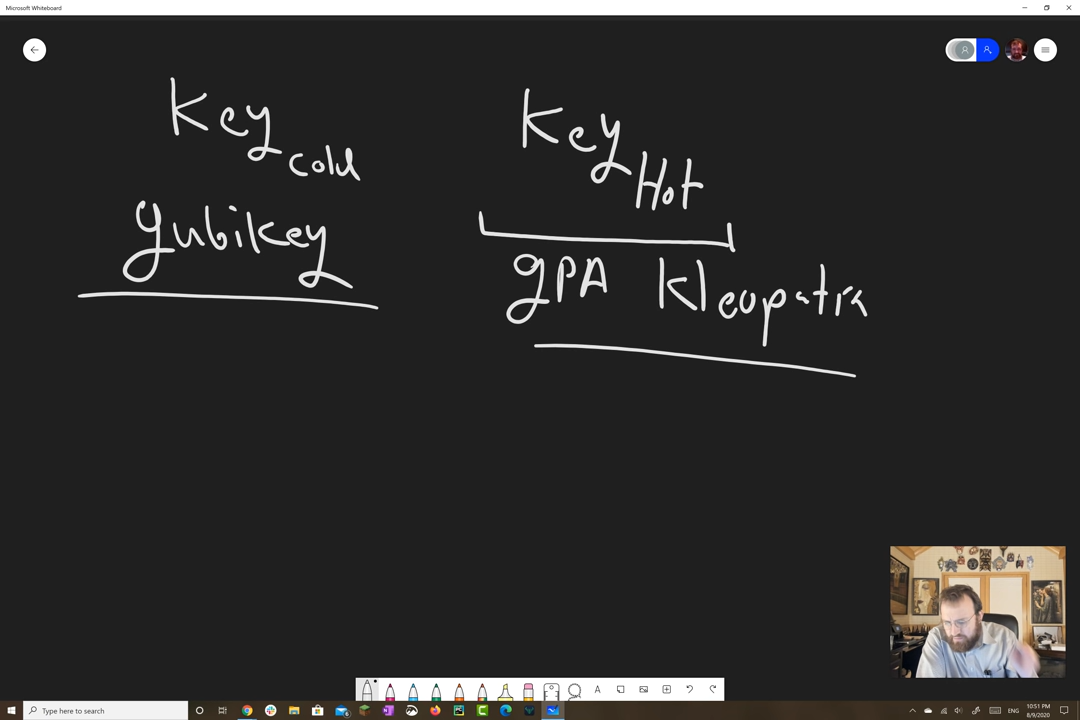 Microsoft Whiteboard
Key cold
Yubikey
Key Hot
gPA Kleopatra
Type here to search
ENG
10:51 PM
8/9/2020